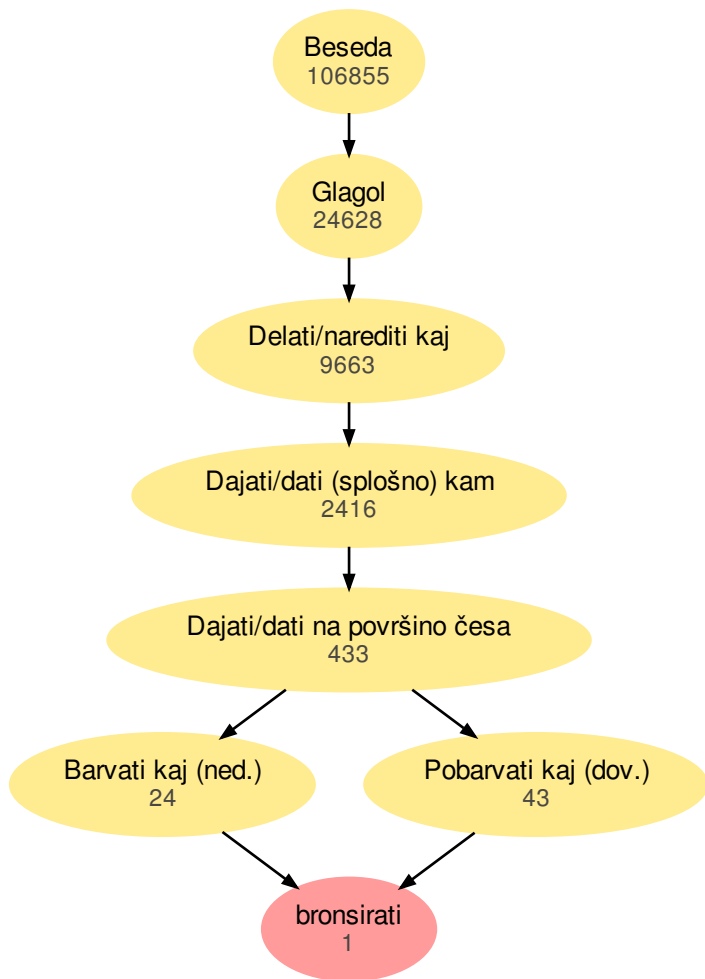 Beseda
106855
Glagol
24628
Delati/narediti kaj
9663
Dajati/dati (splošno) kam
2416
Dajati/dati na površino česa
433
Barvati kaj (ned.)
24
Pobarvati kaj (dov.)
43
bronsirati
1